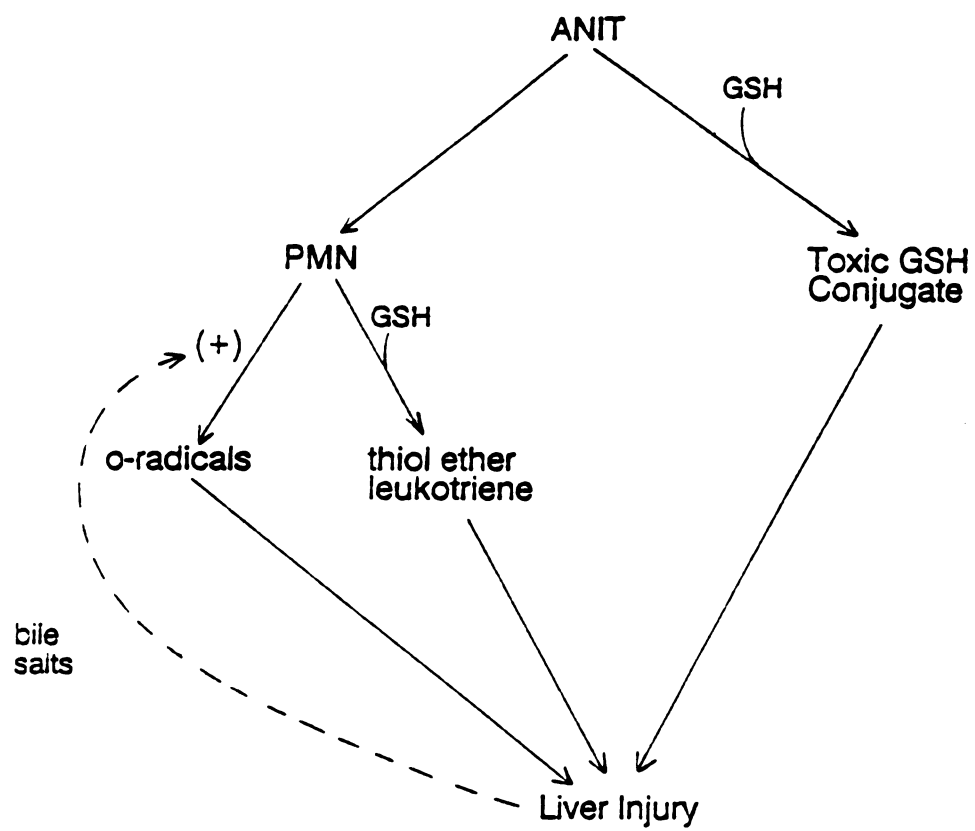 ANIT
GSH
PMN
Toxic GSH
Conjugate
GSH
(+)
o-radicals
thiol ether
leukotriene
bile
salts
Liver Injury